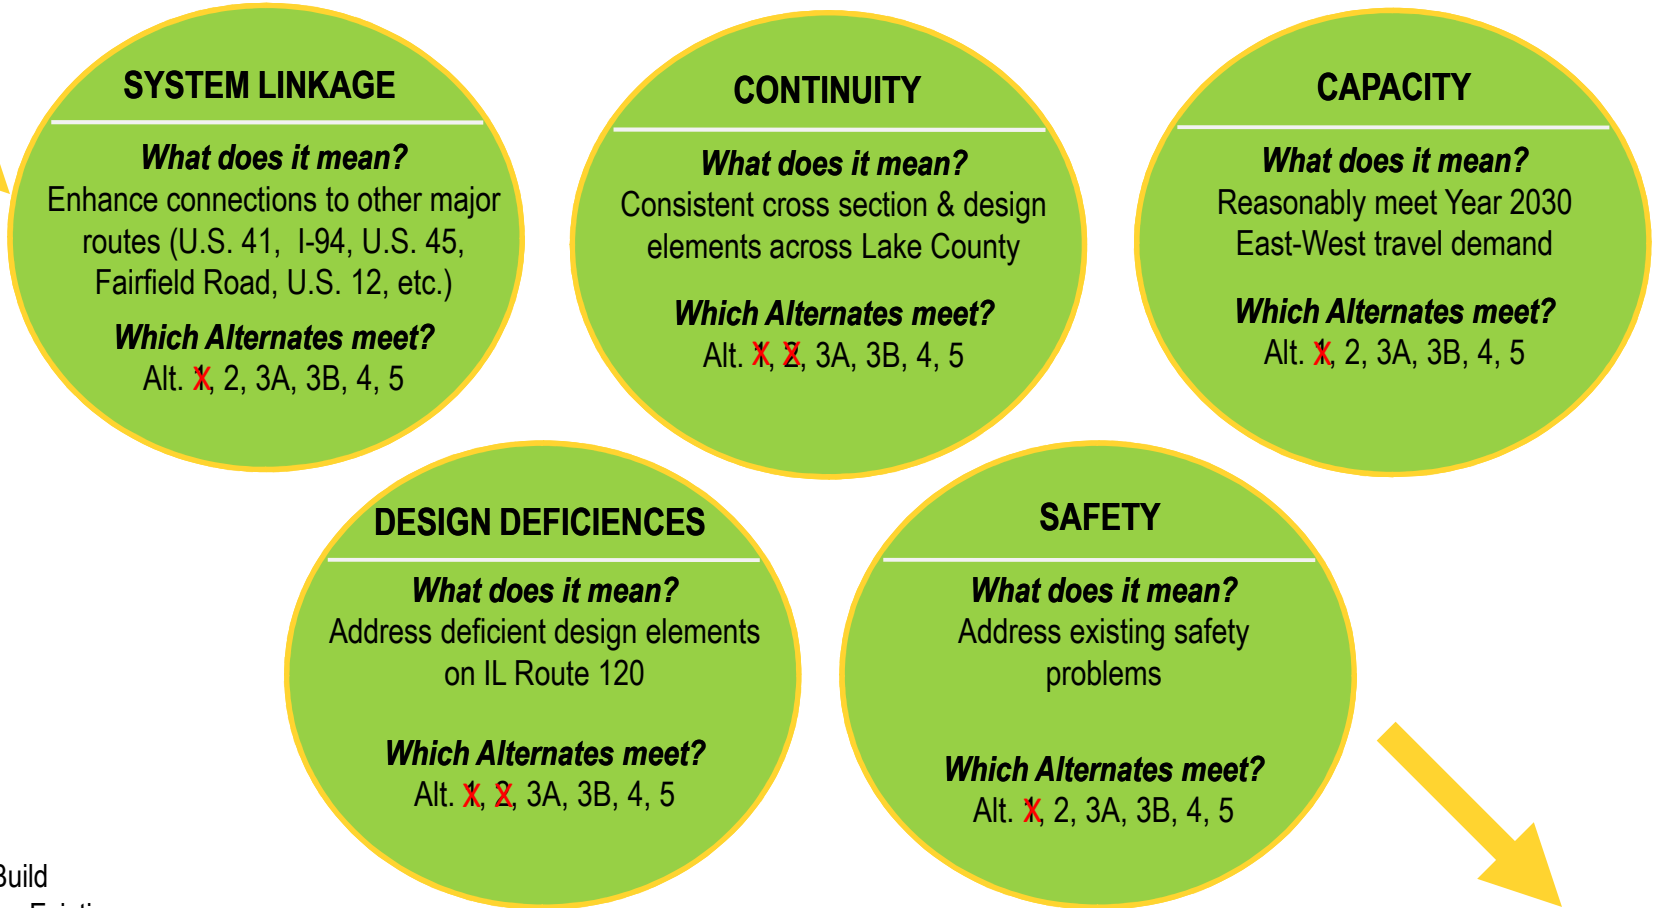 SYSTEM LINKAGE
What does it mean?
Enhance connections to other major
routes (U.S. 41, I-94, U.S. 45,
Fairfield Road, U.S. 12, etc.)
Which Alternates meet?
Alt. 1, 2, 3A, 3B, 4, 5
CONTINUITY
What does it mean?
Consistent cross section & design
elements across Lake County
Which Alternates meet?
Alt. 1, 2, 3A, 3B, 4, 5
CAPACITY
What does it mean?
Reasonably meet Year 2030
East-West travel demand
Which Alternates meet?
Alt. 1, 2, 3A, 3B, 4, 5
DESIGN DEFICIENCES
What does it mean?
Address deficient design elements
on IL Route 120
Which Alternates meet?
Alt. 1, 2, 3A, 3B, 4, 5
SAFETY
What does it mean?
Address existing safety
problems
Which Alternates meet?
Alt. 1, 2, 3A, 3B, 4, 5
Build